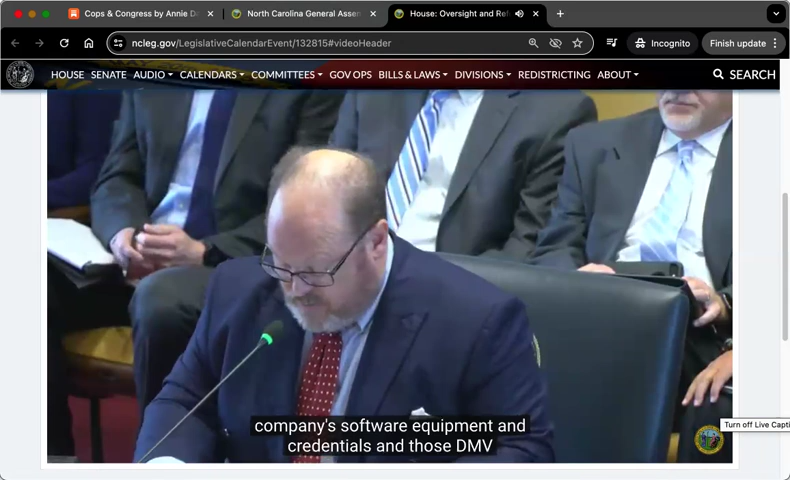 Cops & Congress by Annie Di
North Carolina General Assem
House: Oversight and Ref
ncleg.gov/LegislativeCalendarEvent/132815#videoHeader
Incognito
Finish update
HOUSE SENATE AUDIO CALENDARS COMMITTEES GOV OPS BILLS & LAWS DIVISIONS REDISTRICTING ABOUT SEARCH
company's software equipment and
credentials and those DMV
Turn off Live Capti